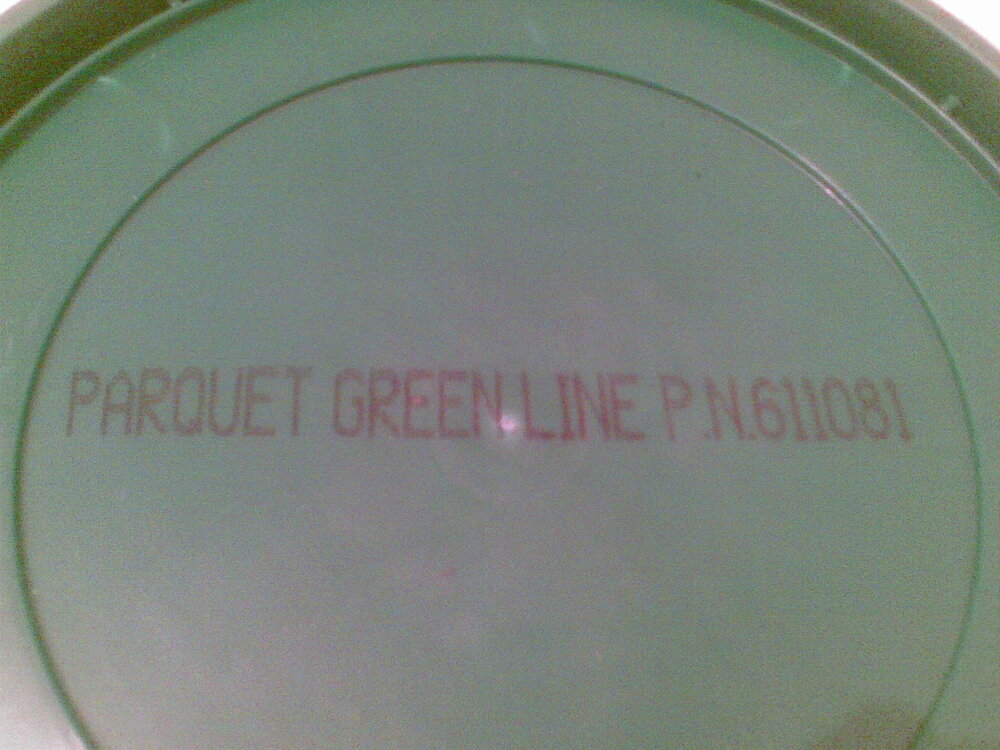 PARQUET GREEN LINE P.N.611081